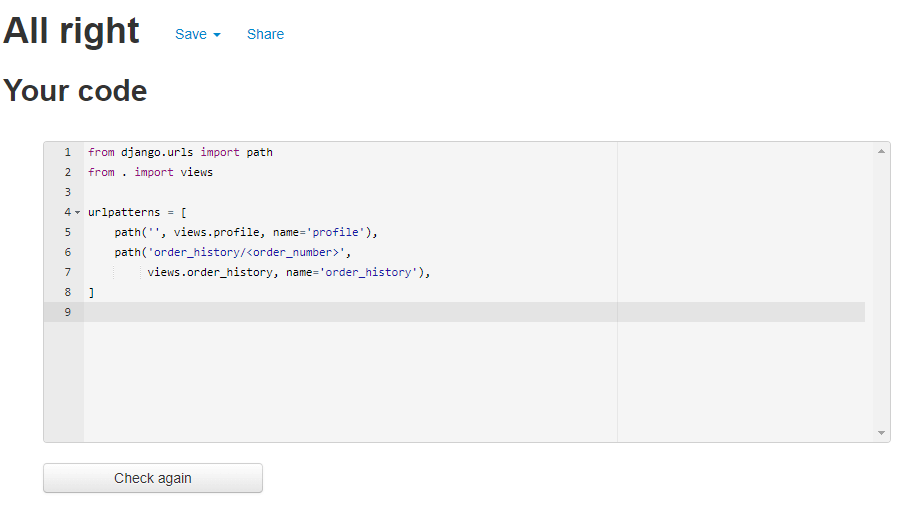 All right Save Share
Your code
1 from django.urls import path
2 from . import views
3
4 urlpatterns = [
5     path('', views.profile, name='profile'),
6     path('order_history/<order_number>',
7          views.order_history, name='order_history'),
8 ]
9
Check again